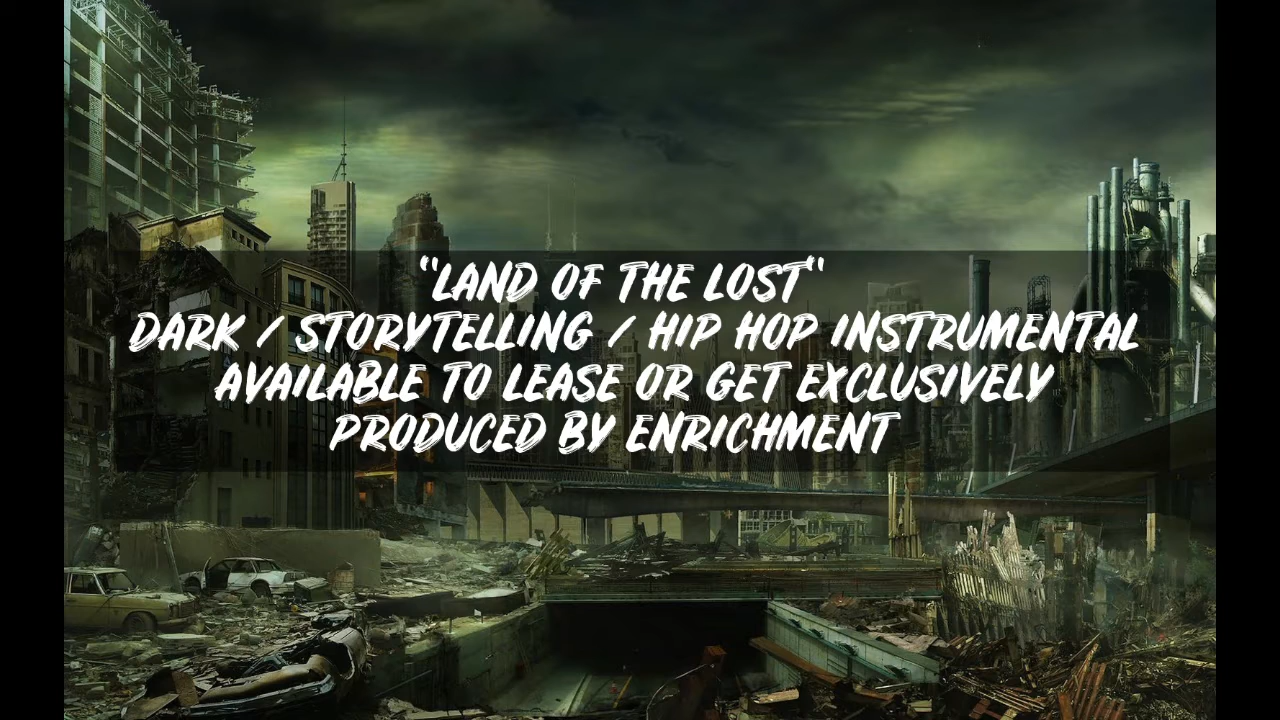 "LAND OF THE LOST"
DARK / STORYTELLING / HIP HOP INSTRUMENTAL
AVAILABLE TO LEASE OR GET EXCLUSIVELY
PRODUCED BY ENRICHMENT